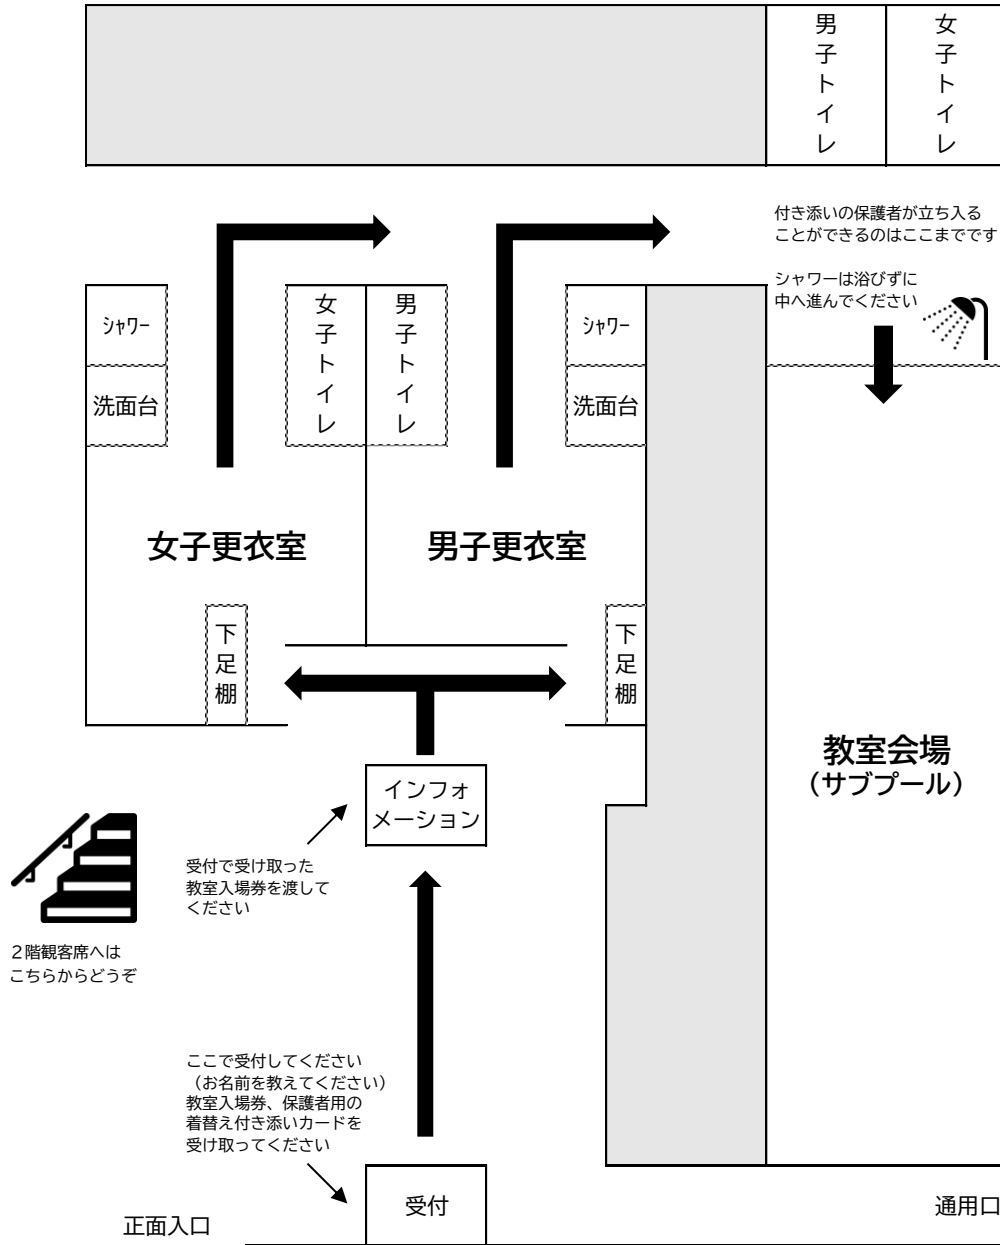 男子トイレ
女子トイレ
付き添いの保護者が立ち入る
ことができるのはここまでです
シャワーは浴びずに
中へ進んでください
シャワー
洗面台
女子トイレ
男子トイレ
シャワー
洗面台
女子更衣室
男子更衣室
下足棚
下足棚
教室会場
（サブプール）
インフォ
メーション
受付で受け取った
教室入場券を渡して
ください
２階観客席へは
こちらからどうぞ
ここで受付してください
（お名前を教えてください）
教室入場券、保護者用の
着替え付き添いカードを
受け取ってください
受付
正面入口
通用口